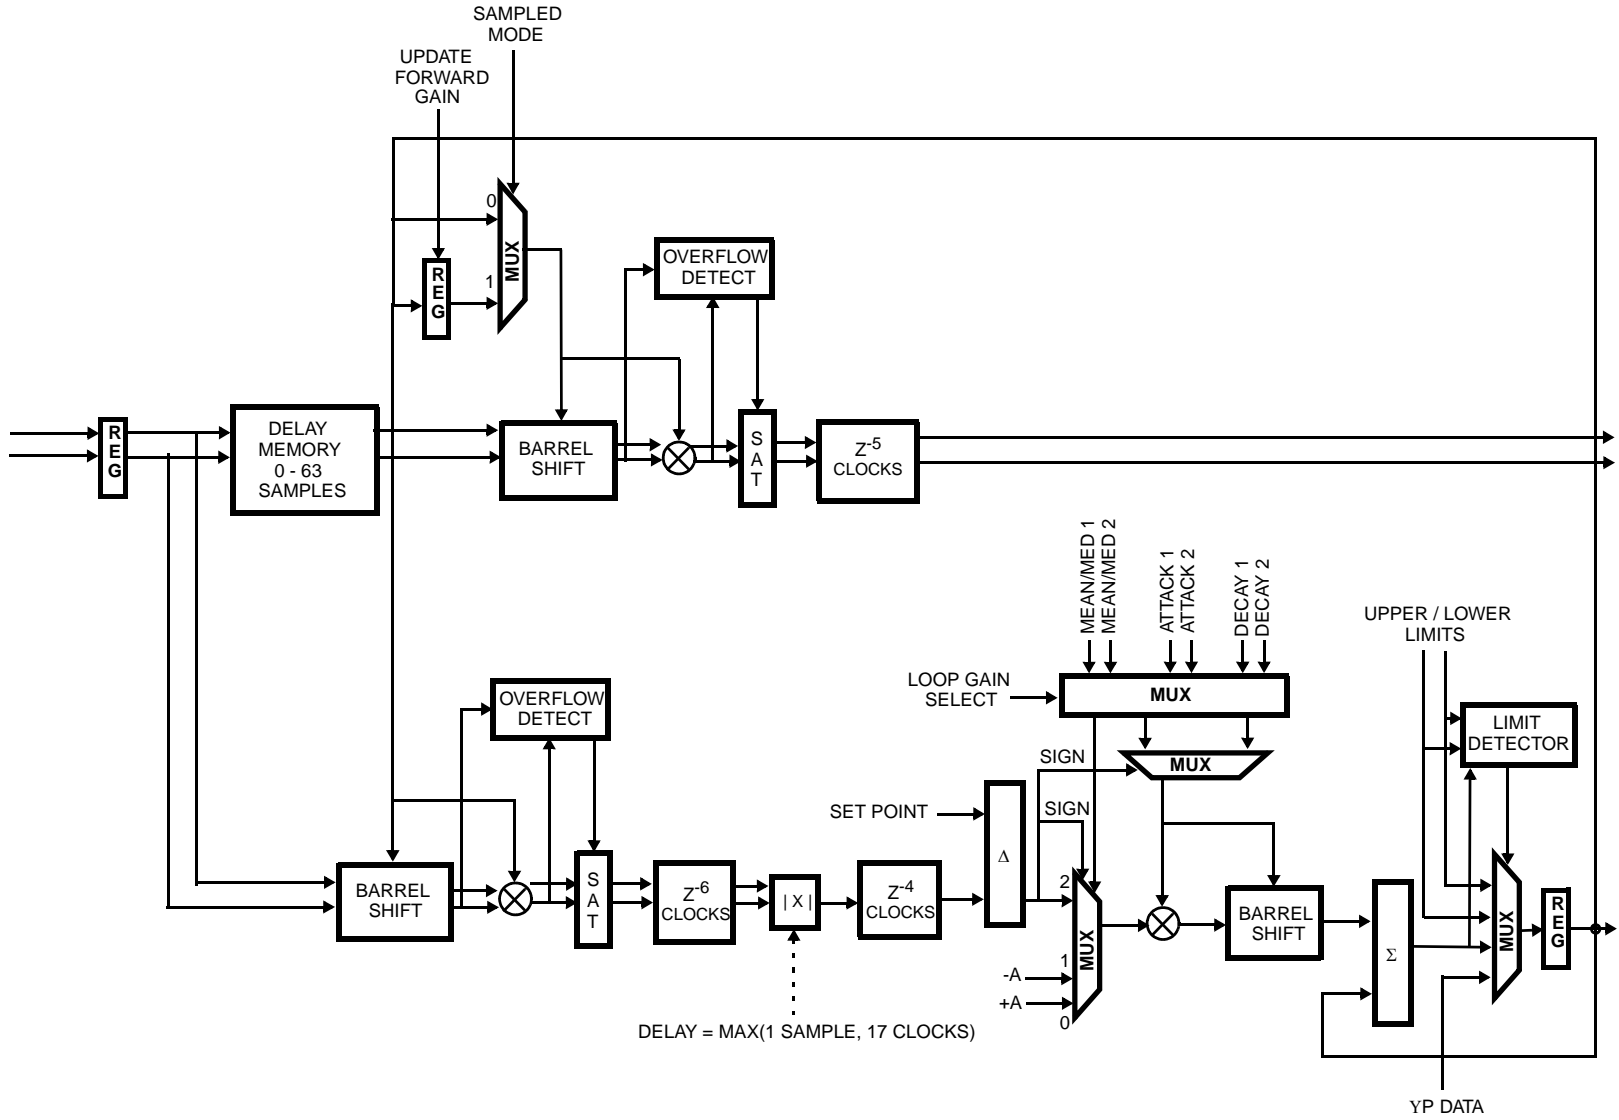 SAMPLED
MODE
UPDATE
FORWARD
GAIN
0
MUX
1
REG
OVERFLOW
DETECT
REG
DELAY
MEMORY
0 - 63
SAMPLES
BARREL
SHIFT
SAT
Z-5
CLOCKS
MEAN/MED 1
MEAN/MED 2
ATTACK 1
ATTACK 2
DECAY 1
DECAY 2
UPPER / LOWER
LIMITS
LOOP GAIN
SELECT
MUX
OVERFLOW
DETECT
LIMIT
DETECTOR
SIGN
MUX
SET POINT
SIGN
Δ
BARREL
SHIFT
SAT
Z-6
CLOCKS
| X |
Z-4
CLOCKS
2
MUX
1
-A
+A
0
BARREL
SHIFT
Σ
MUX
REG
DELAY = MAX(1 SAMPLE, 17 CLOCKS)
ΥP DATA